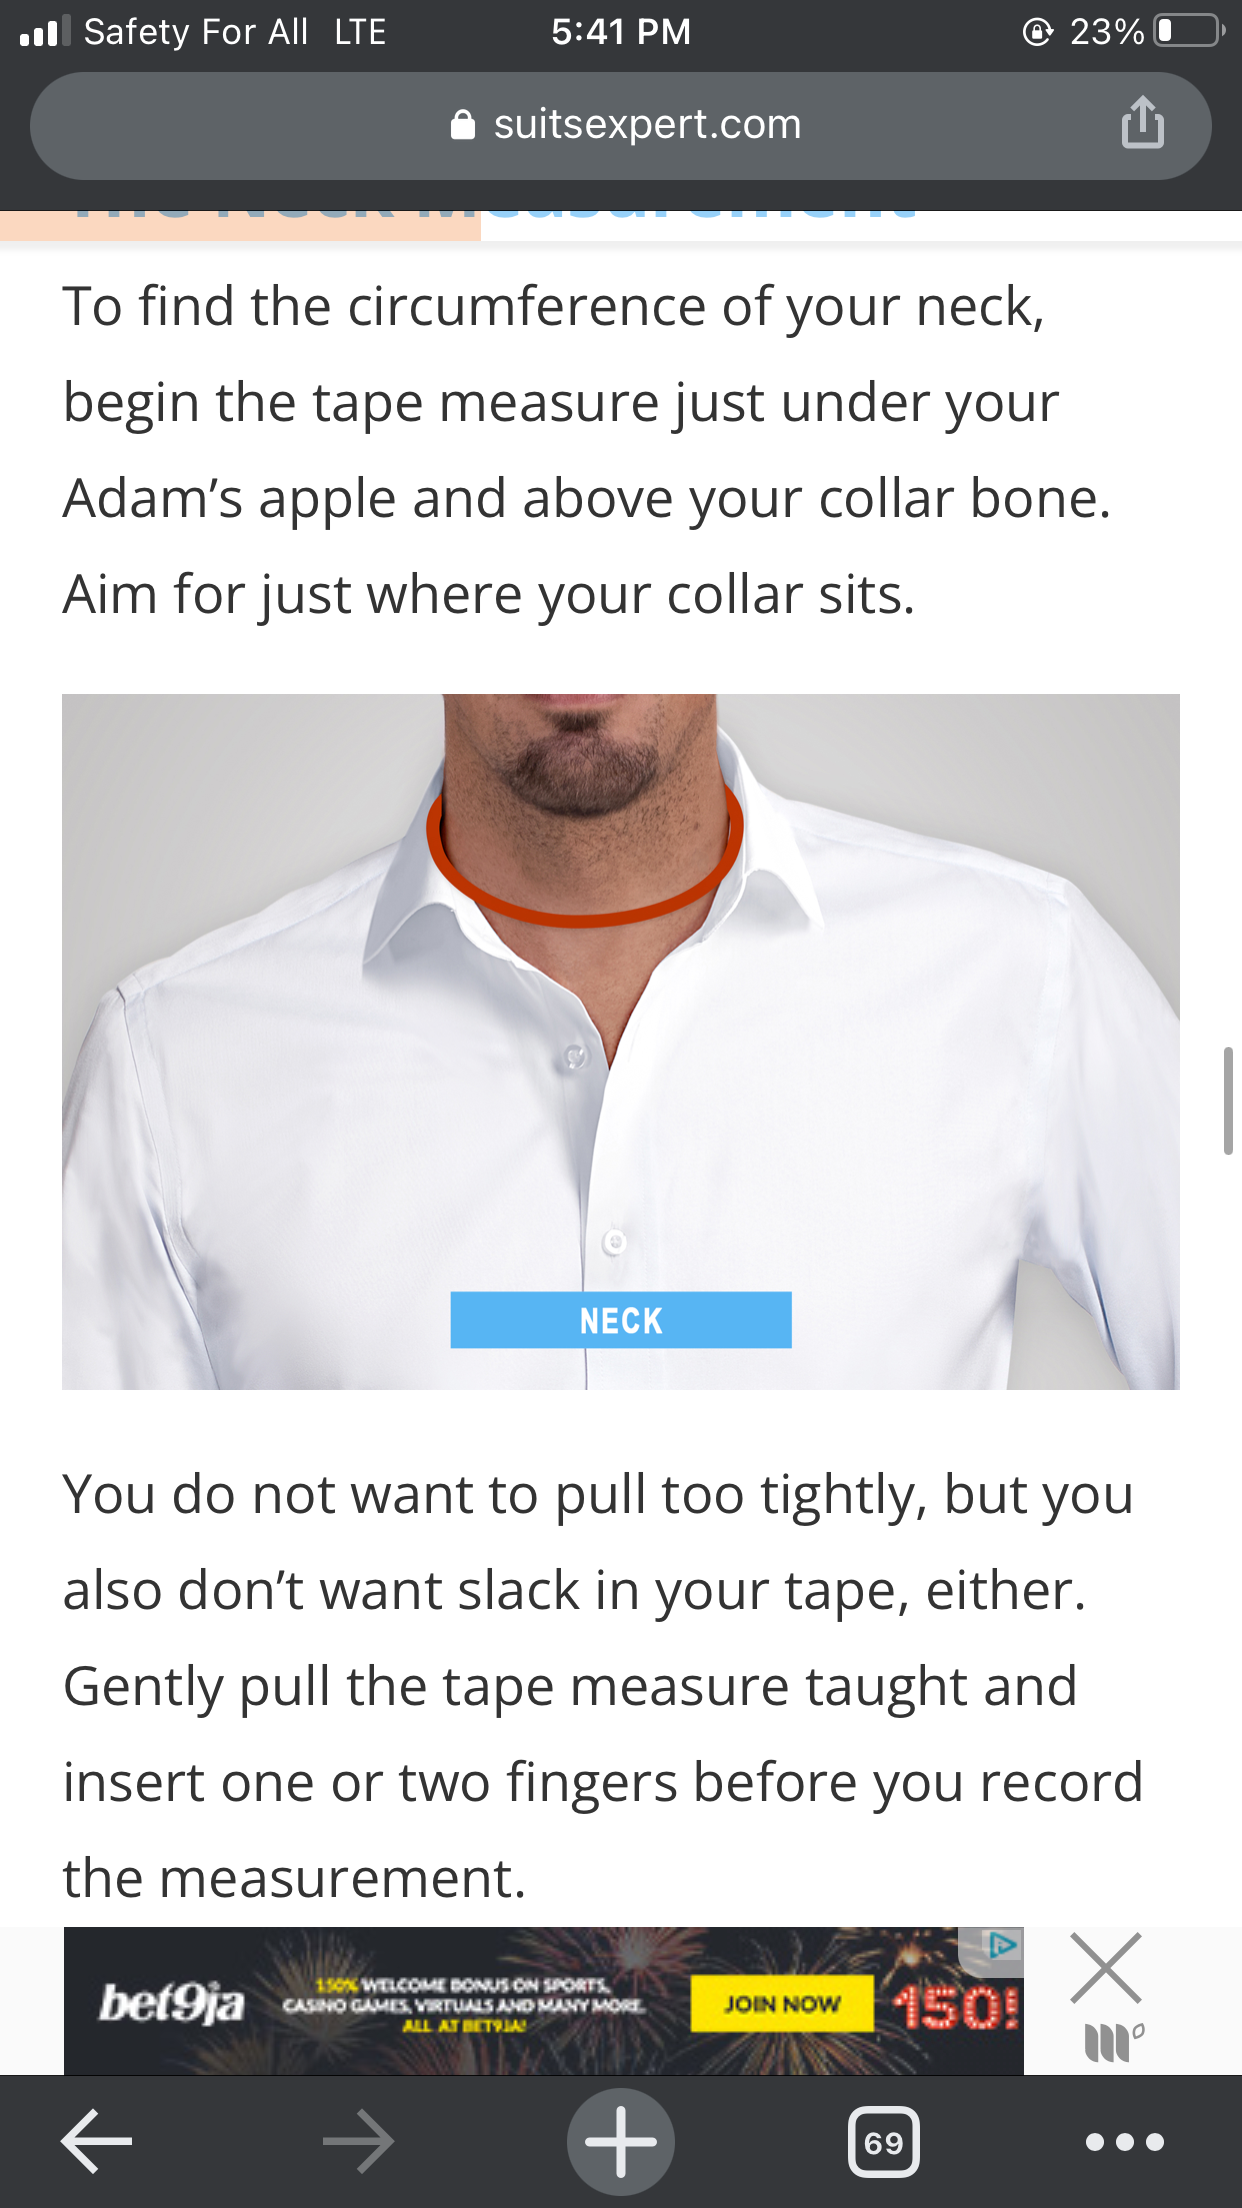 Safety For All LTE 5:41 PM 23%
suitsexpert.com
The Neck Measurement
To find the circumference of your neck,
begin the tape measure just under your
Adam’s apple and above your collar bone.
Aim for just where your collar sits.
NECK
You do not want to pull too tightly, but you
also don’t want slack in your tape, either.
Gently pull the tape measure taught and
insert one or two fingers before you record
the measurement.
bet9ja
150% WELCOME BONUS ON SPORTS,
CASINO GAMES, VIRTUALS AND MANY MORE.
ALL AT BET9JA!
JOIN NOW
150!
69